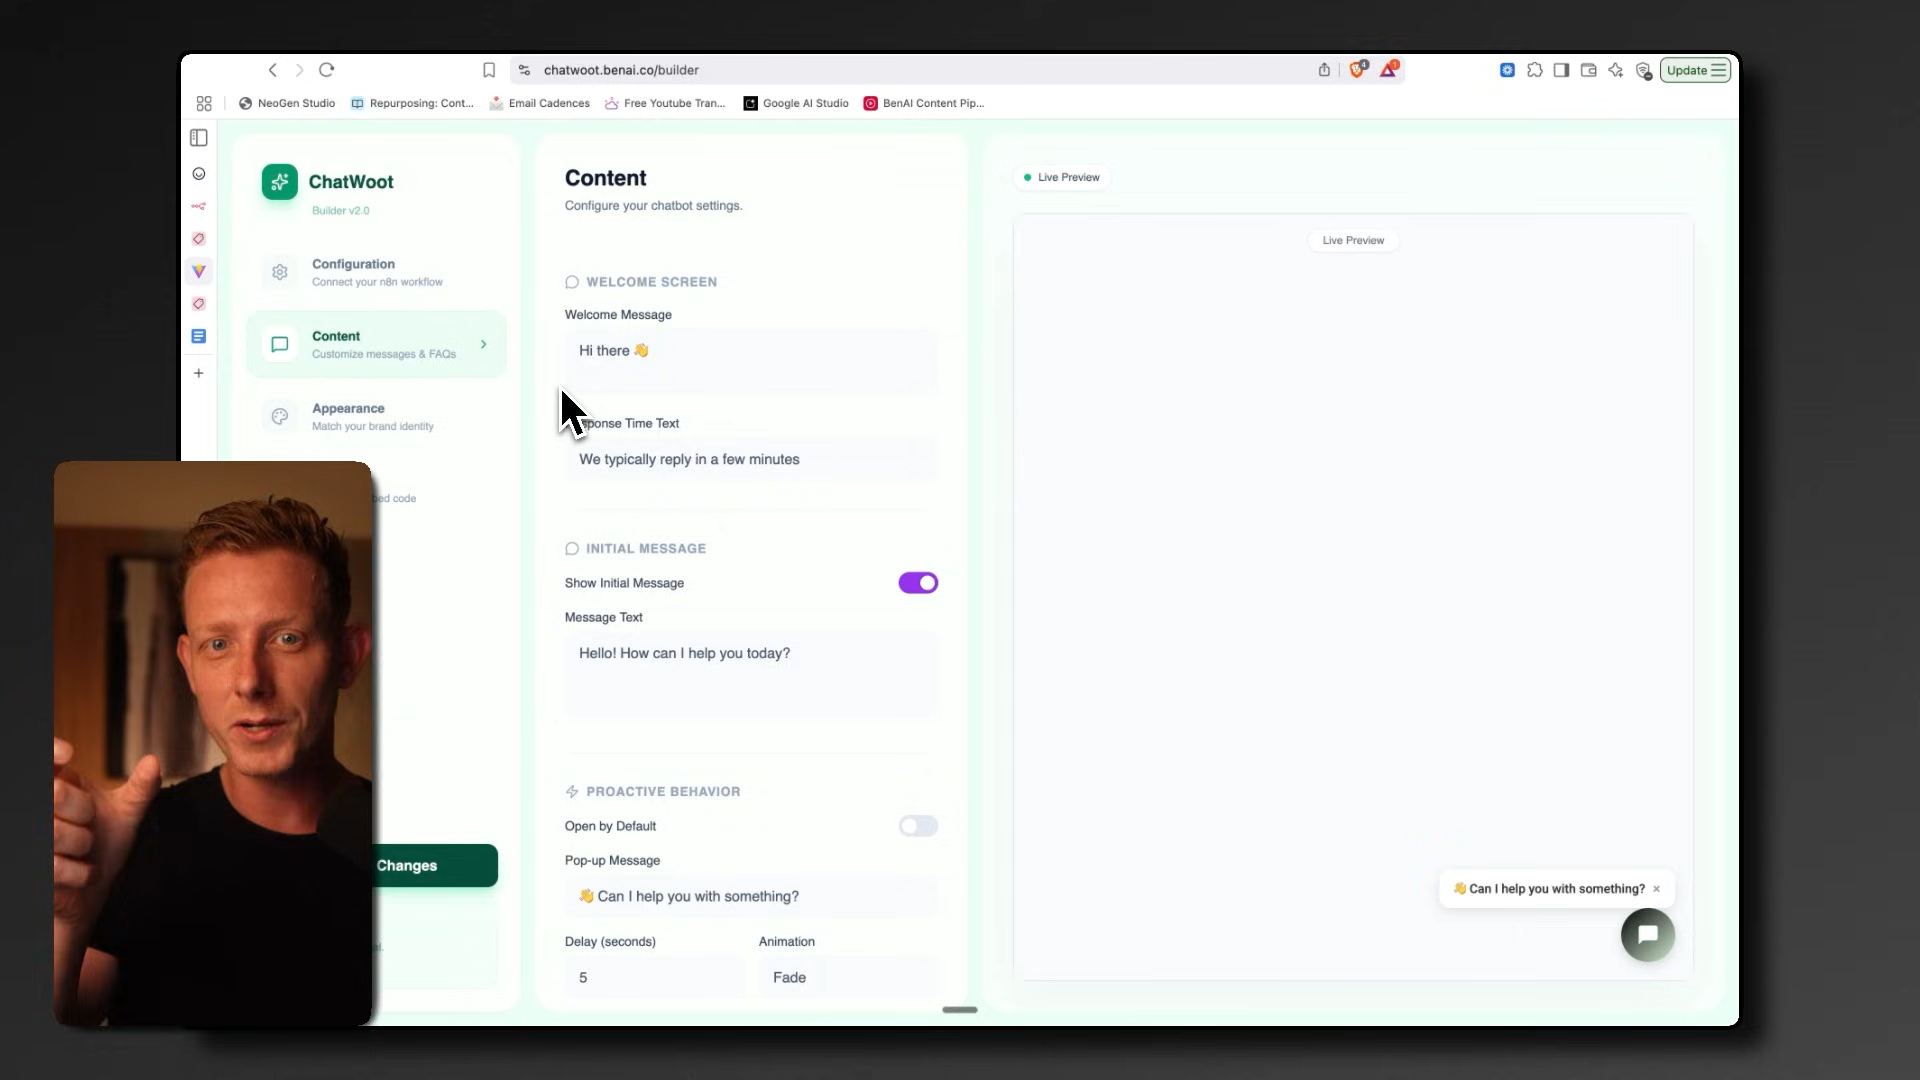 chatwoot.benai.co/builder
4
1
Update
NeoGen Studio
Repurposing: Cont...
Email Cadences
Free Youtube Tran...
Google AI Studio
BenAI Content Pip...
ChatWoot
Builder v2.0
Configuration
Connect your n8n workflow
Content
Customize messages & FAQs
Appearance
Match your brand identity
code
Changes
Content
Configure your chatbot settings.
WELCOME SCREEN
Welcome Message
Hi there 👋
ponse Time Text
We typically reply in a few minutes
INITIAL MESSAGE
Show Initial Message
Message Text
Hello! How can I help you today?
PROACTIVE BEHAVIOR
Open by Default
Pop-up Message
👋 Can I help you with something?
Delay (seconds)
Animation
5
Fade
Live Preview
Live Preview
👋 Can I help you with something? ×